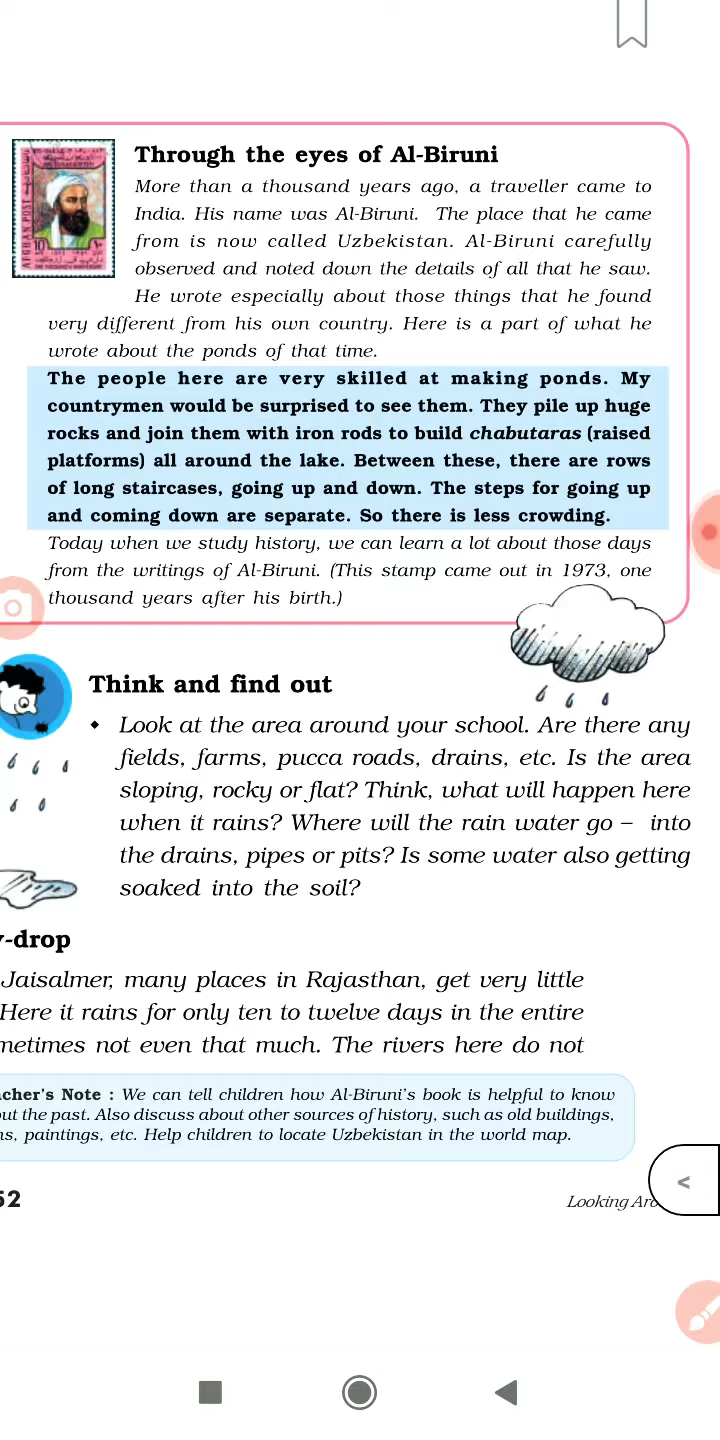 Through the eyes of Al-Biruni
More than a thousand years ago, a traveller came to
India. His name was Al-Biruni. The place that he came
from is now called Uzbekistan. Al-Biruni carefully
observed and noted down the details of all that he saw.
He wrote especially about those things that he found
very different from his own country. Here is a part of what he
wrote about the ponds of that time.
The people here are very skilled at making ponds. My
countrymen would be surprised to see them. They pile up huge
rocks and join them with iron rods to build chabutaras (raised
platforms) all around the lake. Between these, there are rows
of long staircases, going up and down. The steps for going up
and coming down are separate. So there is less crowding.
Today when we study history, we can learn a lot about those days
from the writings of Al-Biruni. (This stamp came out in 1973, one
thousand years after his birth.)
AFGHAN POST
10
Think and find out
◆ Look at the area around your school. Are there any
fields, farms, pucca roads, drains, etc. Is the area
sloping, rocky or flat? Think, what will happen here
when it rains? Where will the rain water go – into
the drains, pipes or pits? Is some water also getting
soaked into the soil?
-drop
Jaisalmer, many places in Rajasthan, get very little
Here it rains for only ten to twelve days in the entire
metimes not even that much. The rivers here do not
cher's Note : We can tell children how Al-Biruni's book is helpful to know
ut the past. Also discuss about other sources of history, such as old buildings,
ns, paintings, etc. Help children to locate Uzbekistan in the world map.
52
Looking Aro
<